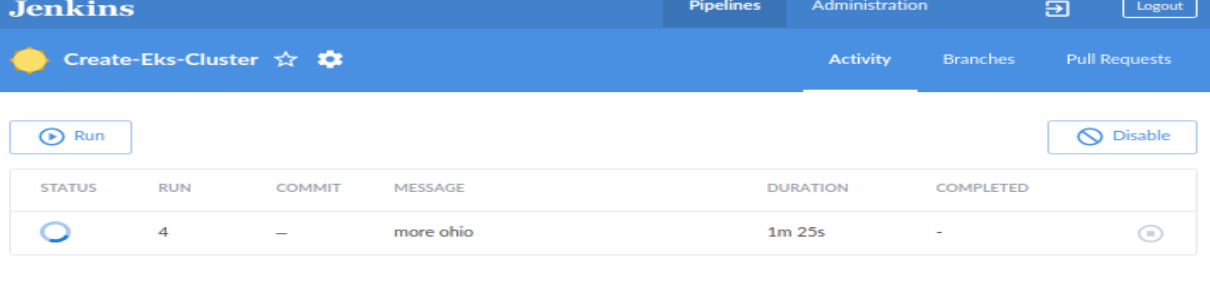 Jenkins Pipelines Administration Logout
Create-Eks-Cluster Activity Branches Pull Requests
Run Disable
STATUS RUN COMMIT MESSAGE DURATION COMPLETED
4 – more ohio 1m 25s -